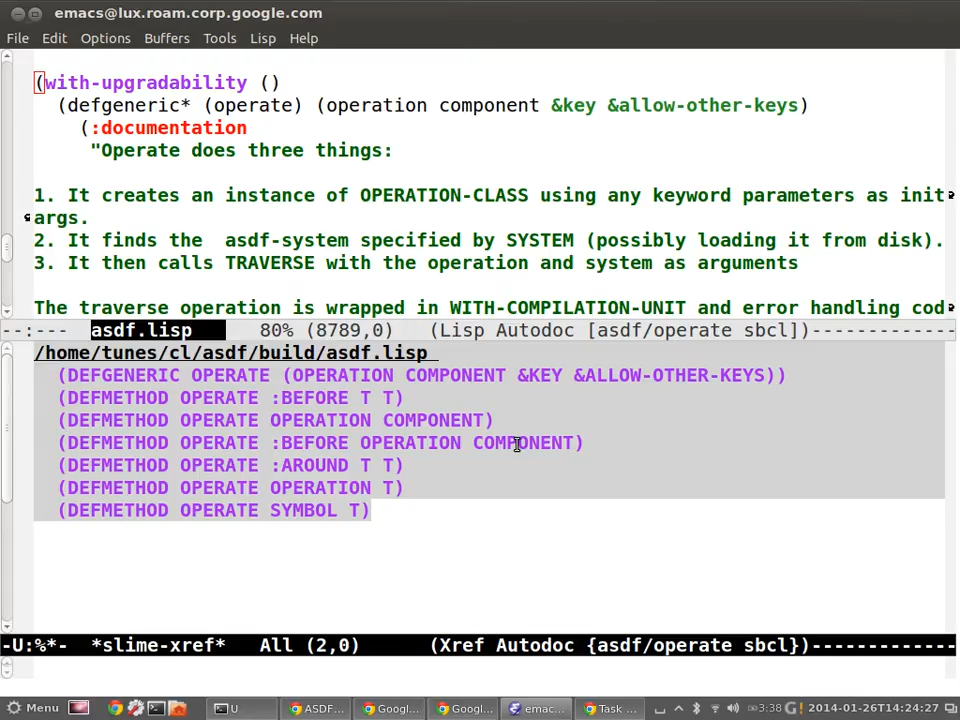 emacs@lux.roam.corp.google.com
File Edit Options Buffers Tools Lisp Help
(with-upgradability ()
(defgeneric* (operate) (operation component &key &allow-other-keys)
(:documentation
"Operate does three things:
1. It creates an instance of OPERATION-CLASS using any keyword parameters as init
args.
2. It finds the  asdf-system specified by SYSTEM (possibly loading it from disk).
3. It then calls TRAVERSE with the operation and system as arguments
The traverse operation is wrapped in WITH-COMPILATION-UNIT and error handling cod
--:--- asdf.lisp 80% (8789,0) (Lisp Autodoc [asdf/operate sbcl])-------------
/home/tunes/cl/asdf/build/asdf.lisp
(DEFGENERIC OPERATE (OPERATION COMPONENT &KEY &ALLOW-OTHER-KEYS))
(DEFMETHOD OPERATE :BEFORE T T)
(DEFMETHOD OPERATE OPERATION COMPONENT)
(DEFMETHOD OPERATE :BEFORE OPERATION COMPONENT)
(DEFMETHOD OPERATE :AROUND T T)
(DEFMETHOD OPERATE OPERATION T)
(DEFMETHOD OPERATE SYMBOL T)
-U:%*- *slime-xref* All (2,0) (Xref Autodoc {asdf/operate sbcl})-------------
Menu U ASDF... Googl... Googl... emac... Task ... 3:38 2014-01-26T14:24:27